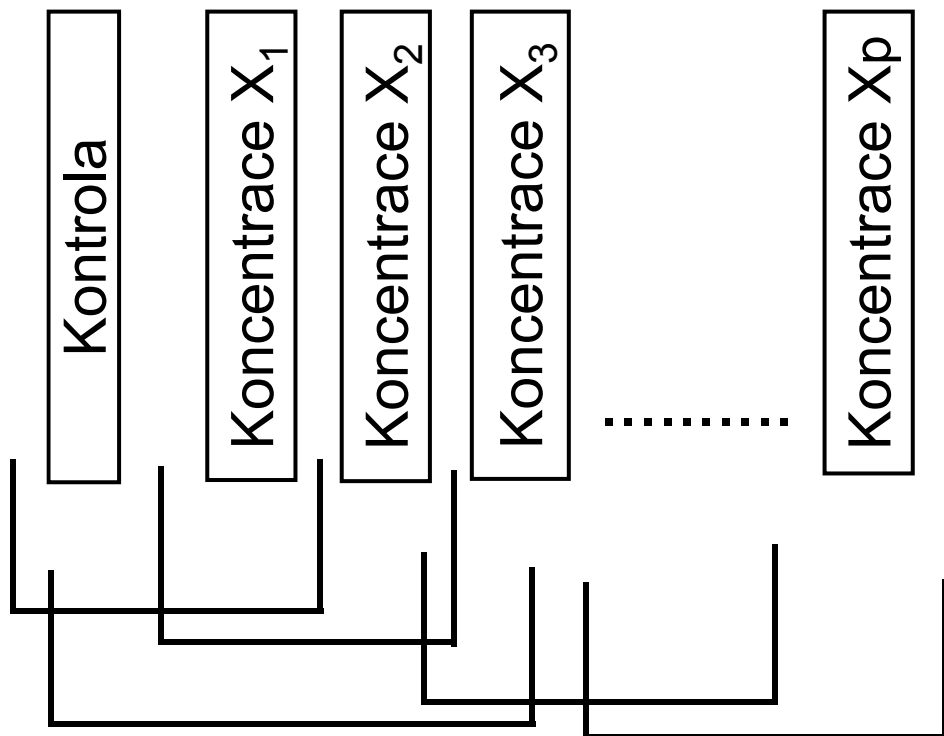 Kontrola
Koncentrace X₁
Koncentrace X₂
Koncentrace X₃
..........
Koncentrace Xp